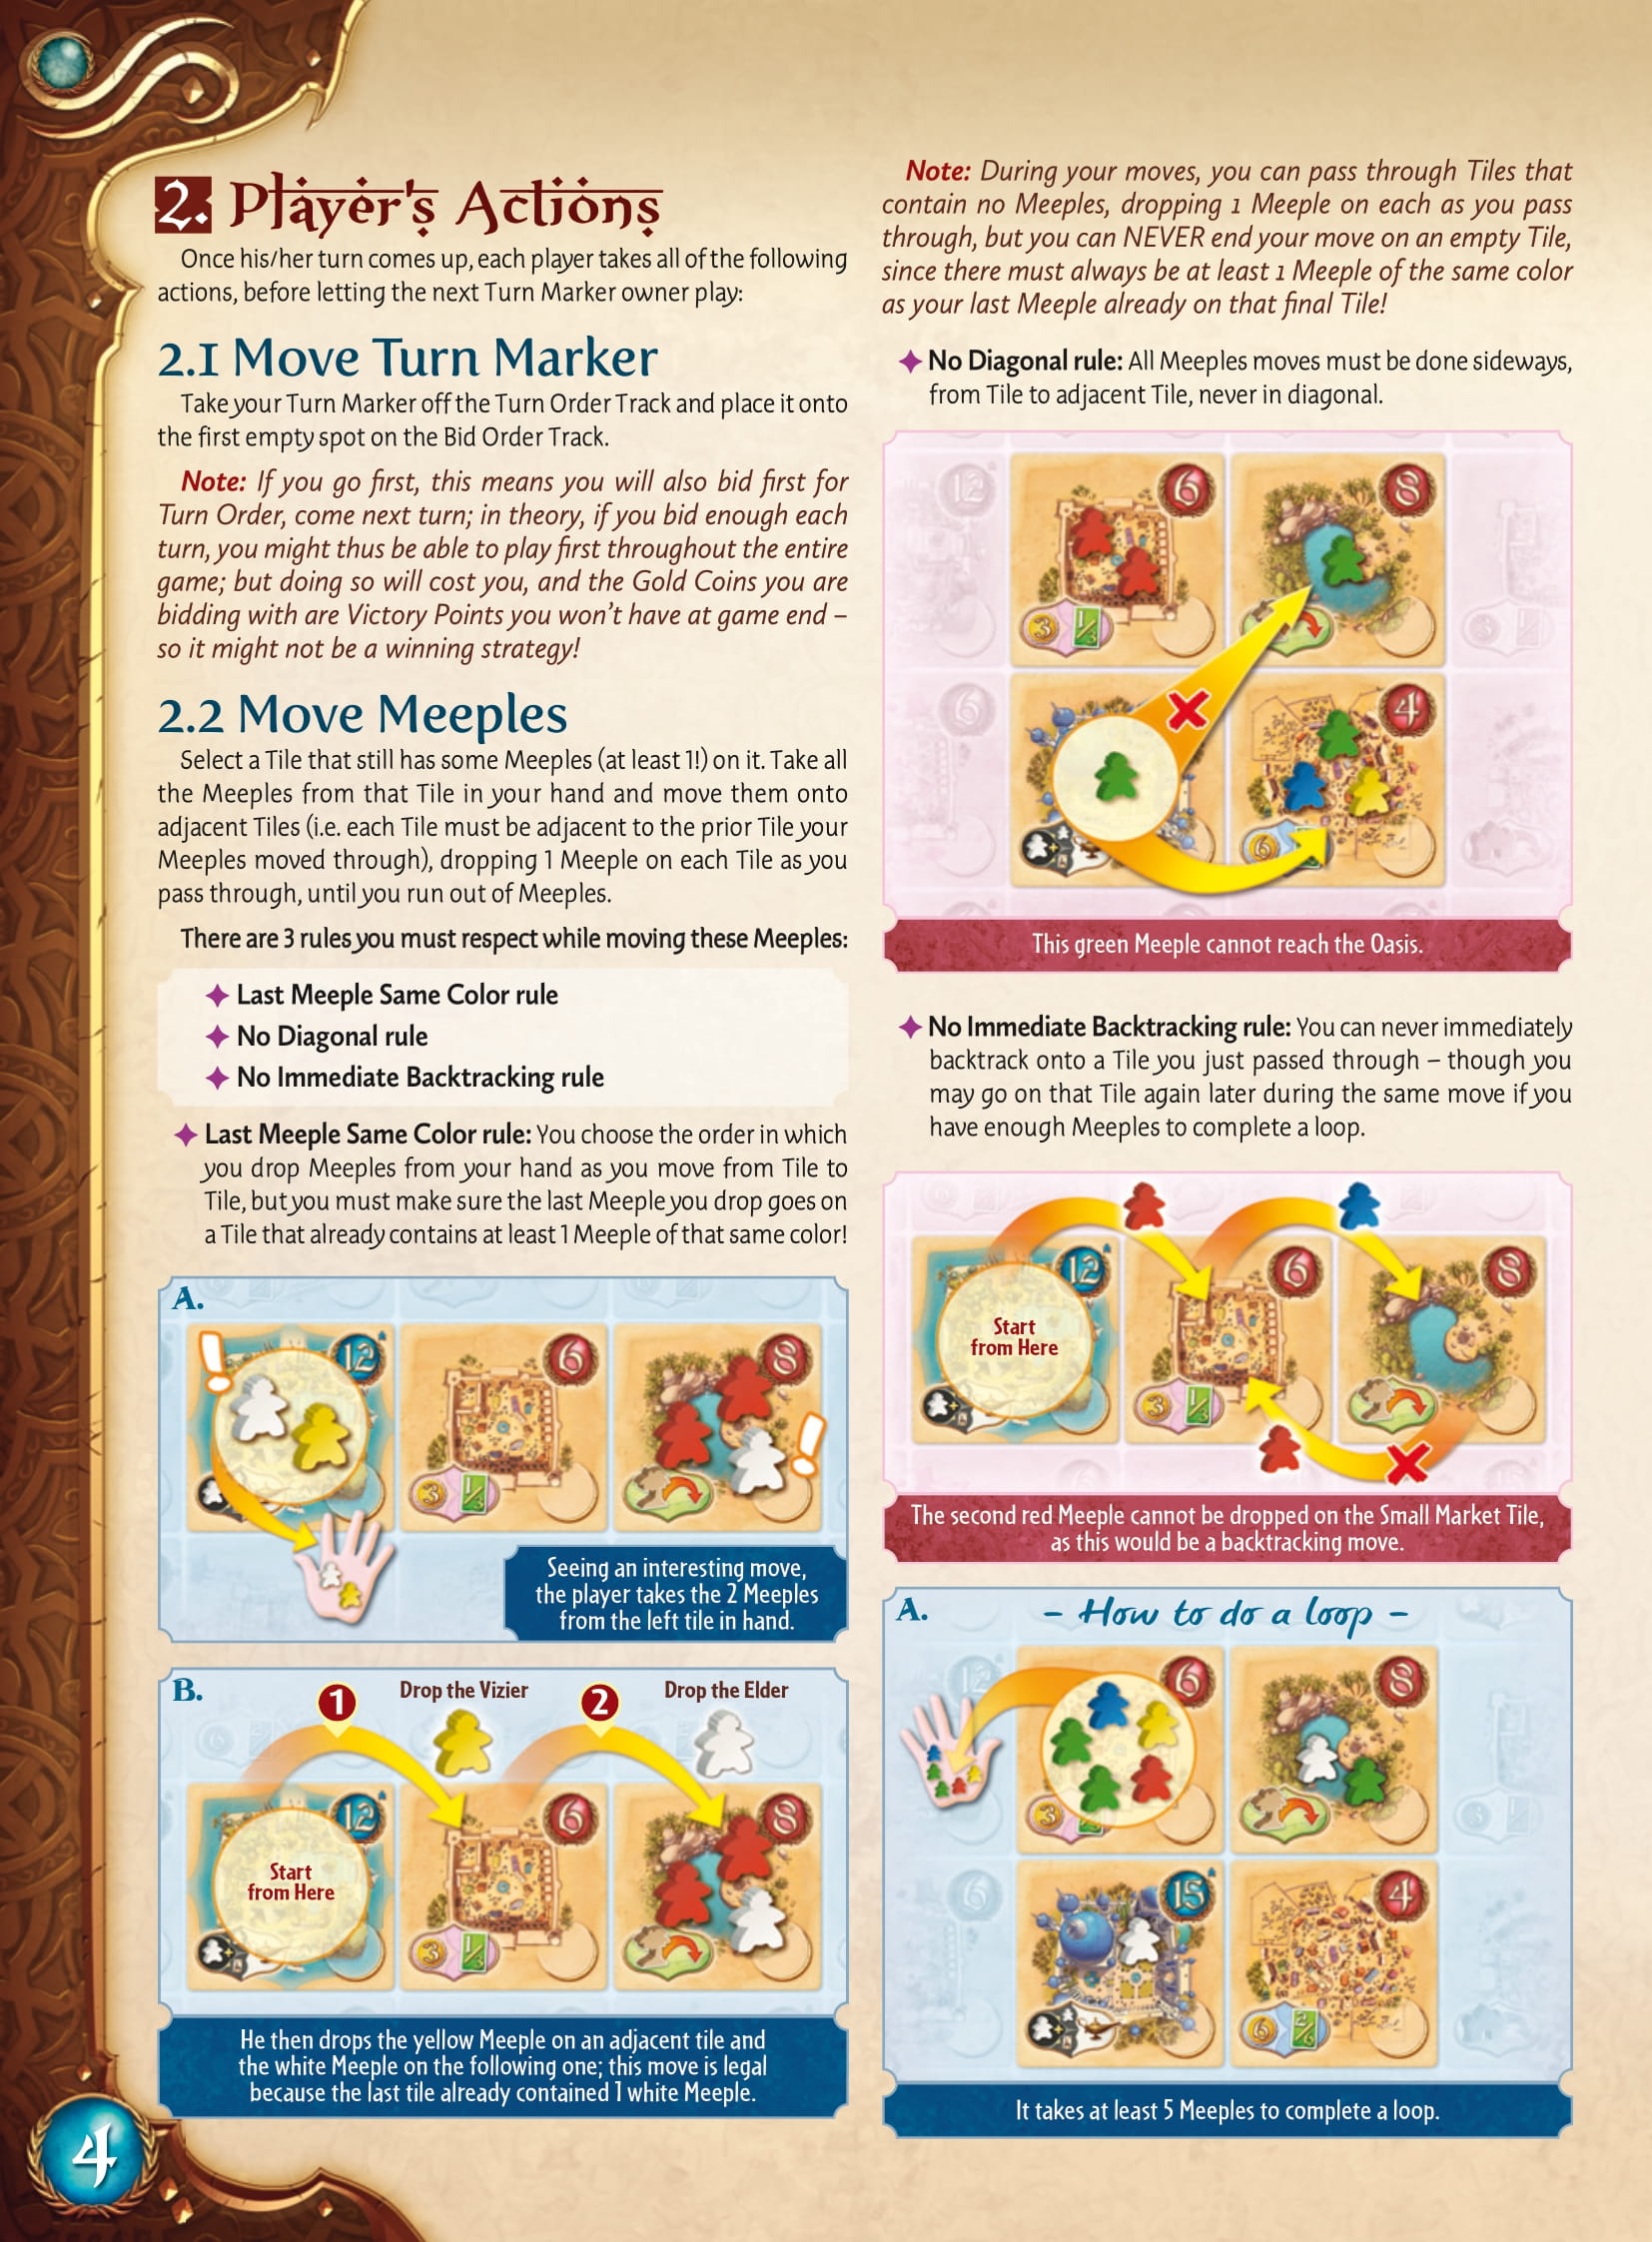 2. Player's Actions
Once his/her turn comes up, each player takes all of the following
actions, before letting the next Turn Marker owner play:
2.1 Move Turn Marker
Take your Turn Marker off the Turn Order Track and place it onto
the first empty spot on the Bid Order Track.
Note: If you go first, this means you will also bid first for
Turn Order, come next turn; in theory, if you bid enough each
turn, you might thus be able to play first throughout the entire
game; but doing so will cost you, and the Gold Coins you are
bidding with are Victory Points you won't have at game end –
so it might not be a winning strategy!
2.2 Move Meeples
Select a Tile that still has some Meeples (at least 1!) on it. Take all
the Meeples from that Tile in your hand and move them onto
adjacent Tiles (i.e. each Tile must be adjacent to the prior Tile your
Meeples moved through), dropping 1 Meeple on each Tile as you
pass through, until you run out of Meeples.
There are 3 rules you must respect while moving these Meeples:
Last Meeple Same Color rule
No Diagonal rule
No Immediate Backtracking rule
Last Meeple Same Color rule: You choose the order in which
you drop Meeples from your hand as you move from Tile to
Tile, but you must make sure the last Meeple you drop goes on
a Tile that already contains at least 1 Meeple of that same color!
A.
! 12 6 8 !
3 1/3
Seeing an interesting move,
the player takes the 2 Meeples
from the left tile in hand.
B.
1 Drop the Vizier 2 Drop the Elder
12 6 8
Start
from Here
3 1/3
He then drops the yellow Meeple on an adjacent tile and
the white Meeple on the following one; this move is legal
because the last tile already contained 1 white Meeple.
4
Note: During your moves, you can pass through Tiles that
contain no Meeples, dropping 1 Meeple on each as you pass
through, but you can NEVER end your move on an empty Tile,
since there must always be at least 1 Meeple of the same color
as your last Meeple already on that final Tile!
No Diagonal rule: All Meeples moves must be done sideways,
from Tile to adjacent Tile, never in diagonal.
12 6 8
3 1/3
6 4
6
This green Meeple cannot reach the Oasis.
No Immediate Backtracking rule: You can never immediately
backtrack onto a Tile you just passed through – though you
may go on that Tile again later during the same move if you
have enough Meeples to complete a loop.
12 6 8
Start
from Here
3 1/3
The second red Meeple cannot be dropped on the Small Market Tile,
as this would be a backtracking move.
A. – How to do a loop –
12 6 8
3
6 15 4
6 2/6
It takes at least 5 Meeples to complete a loop.